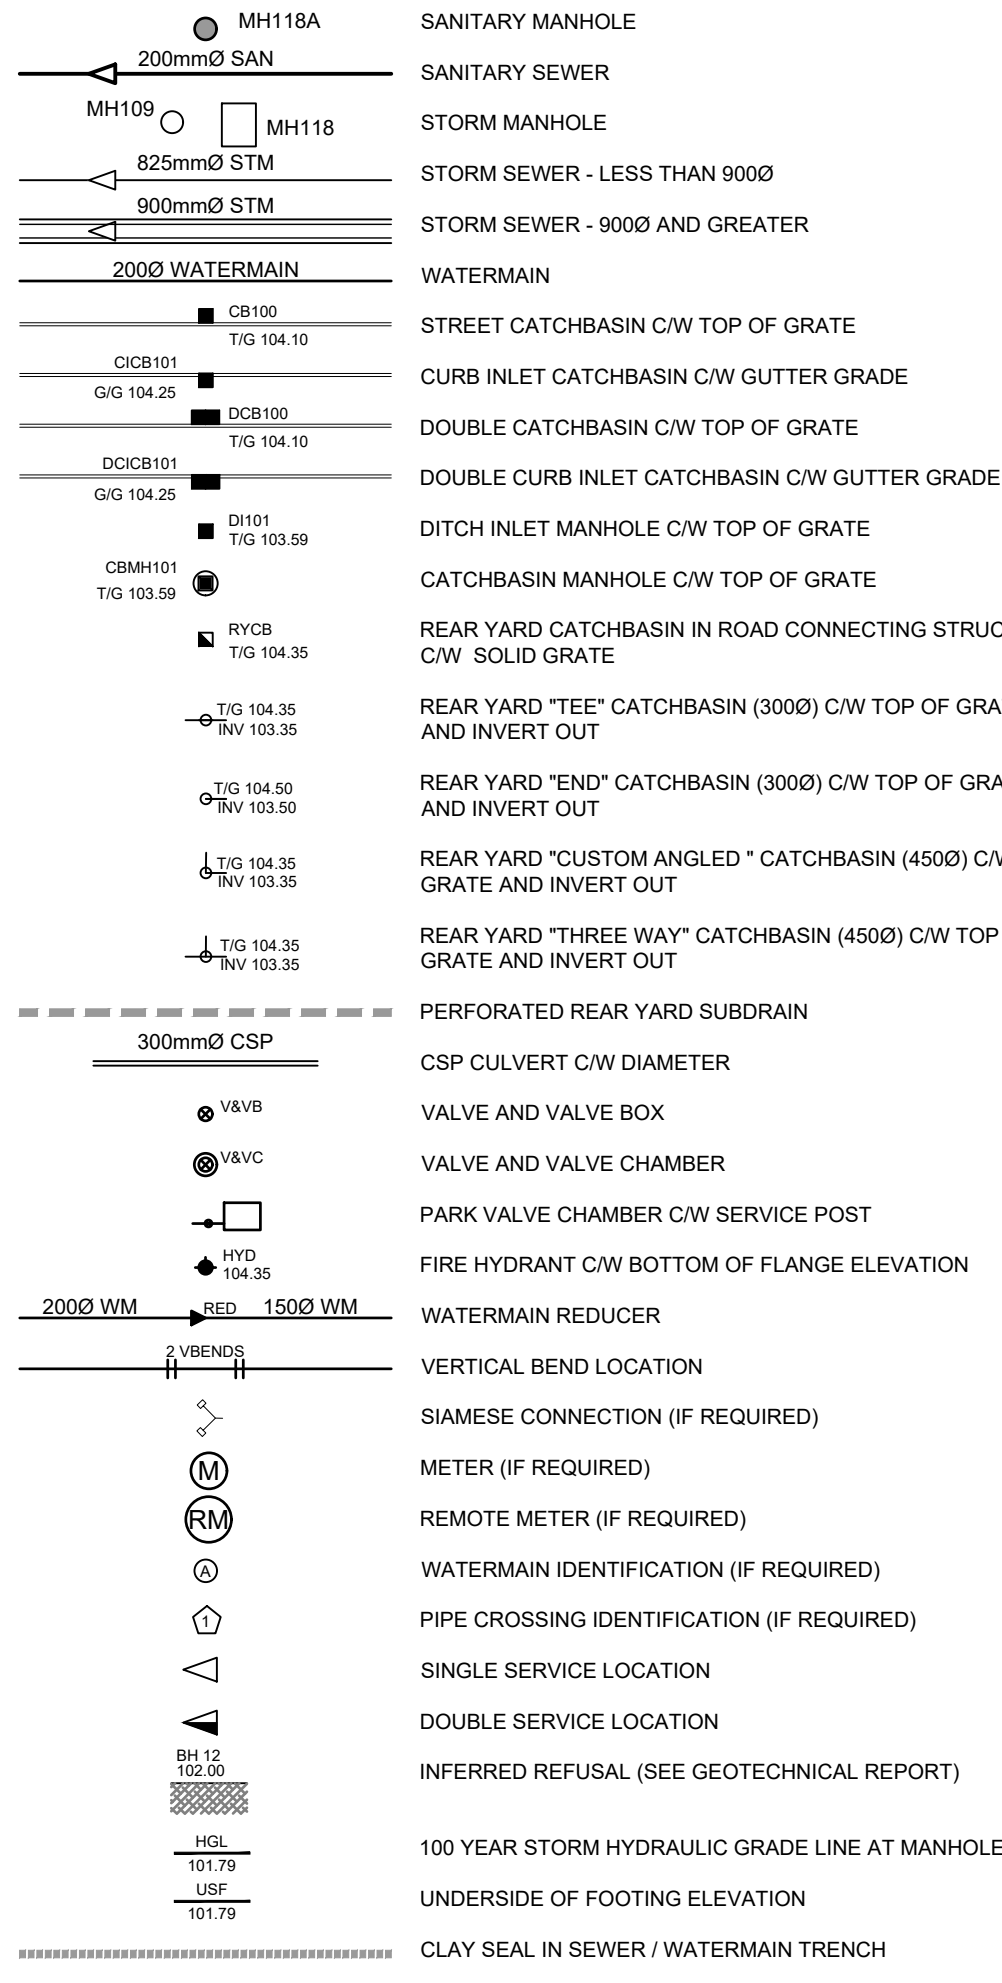 MH118A SANITARY MANHOLE
200mmØ SAN SANITARY SEWER
MH109 MH118 STORM MANHOLE
825mmØ STM STORM SEWER - LESS THAN 900Ø
900mmØ STM STORM SEWER - 900Ø AND GREATER
200Ø WATERMAIN WATERMAIN
CB100
T/G 104.10
STREET CATCHBASIN C/W TOP OF GRATE
CICB101
G/G 104.25
CURB INLET CATCHBASIN C/W GUTTER GRADE
DCB100
T/G 104.10
DOUBLE CATCHBASIN C/W TOP OF GRATE
DCICB101
G/G 104.25
DOUBLE CURB INLET CATCHBASIN C/W GUTTER GRADE
DI101
T/G 103.59
DITCH INLET MANHOLE C/W TOP OF GRATE
CBMH101
T/G 103.59
CATCHBASIN MANHOLE C/W TOP OF GRATE
RYCB
T/G 104.35
REAR YARD CATCHBASIN IN ROAD CONNECTING STRUC
C/W SOLID GRATE
T/G 104.35
INV 103.35
REAR YARD "TEE" CATCHBASIN (300Ø) C/W TOP OF GRA
AND INVERT OUT
T/G 104.50
INV 103.50
REAR YARD "END" CATCHBASIN (300Ø) C/W TOP OF GRA
AND INVERT OUT
T/G 104.35
INV 103.35
REAR YARD "CUSTOM ANGLED " CATCHBASIN (450Ø) C/W
GRATE AND INVERT OUT
T/G 104.35
INV 103.35
REAR YARD "THREE WAY" CATCHBASIN (450Ø) C/W TOP
GRATE AND INVERT OUT
PERFORATED REAR YARD SUBDRAIN
300mmØ CSP CSP CULVERT C/W DIAMETER
V&VB VALVE AND VALVE BOX
V&VC VALVE AND VALVE CHAMBER
PARK VALVE CHAMBER C/W SERVICE POST
HYD
104.35
FIRE HYDRANT C/W BOTTOM OF FLANGE ELEVATION
200Ø WM RED 150Ø WM WATERMAIN REDUCER
2 VBENDS VERTICAL BEND LOCATION
SIAMESE CONNECTION (IF REQUIRED)
M METER (IF REQUIRED)
RM REMOTE METER (IF REQUIRED)
A WATERMAIN IDENTIFICATION (IF REQUIRED)
1 PIPE CROSSING IDENTIFICATION (IF REQUIRED)
SINGLE SERVICE LOCATION
DOUBLE SERVICE LOCATION
BH 12
102.00
INFERRED REFUSAL (SEE GEOTECHNICAL REPORT)
HGL
101.79
100 YEAR STORM HYDRAULIC GRADE LINE AT MANHOLE
USF
101.79
UNDERSIDE OF FOOTING ELEVATION
CLAY SEAL IN SEWER / WATERMAIN TRENCH